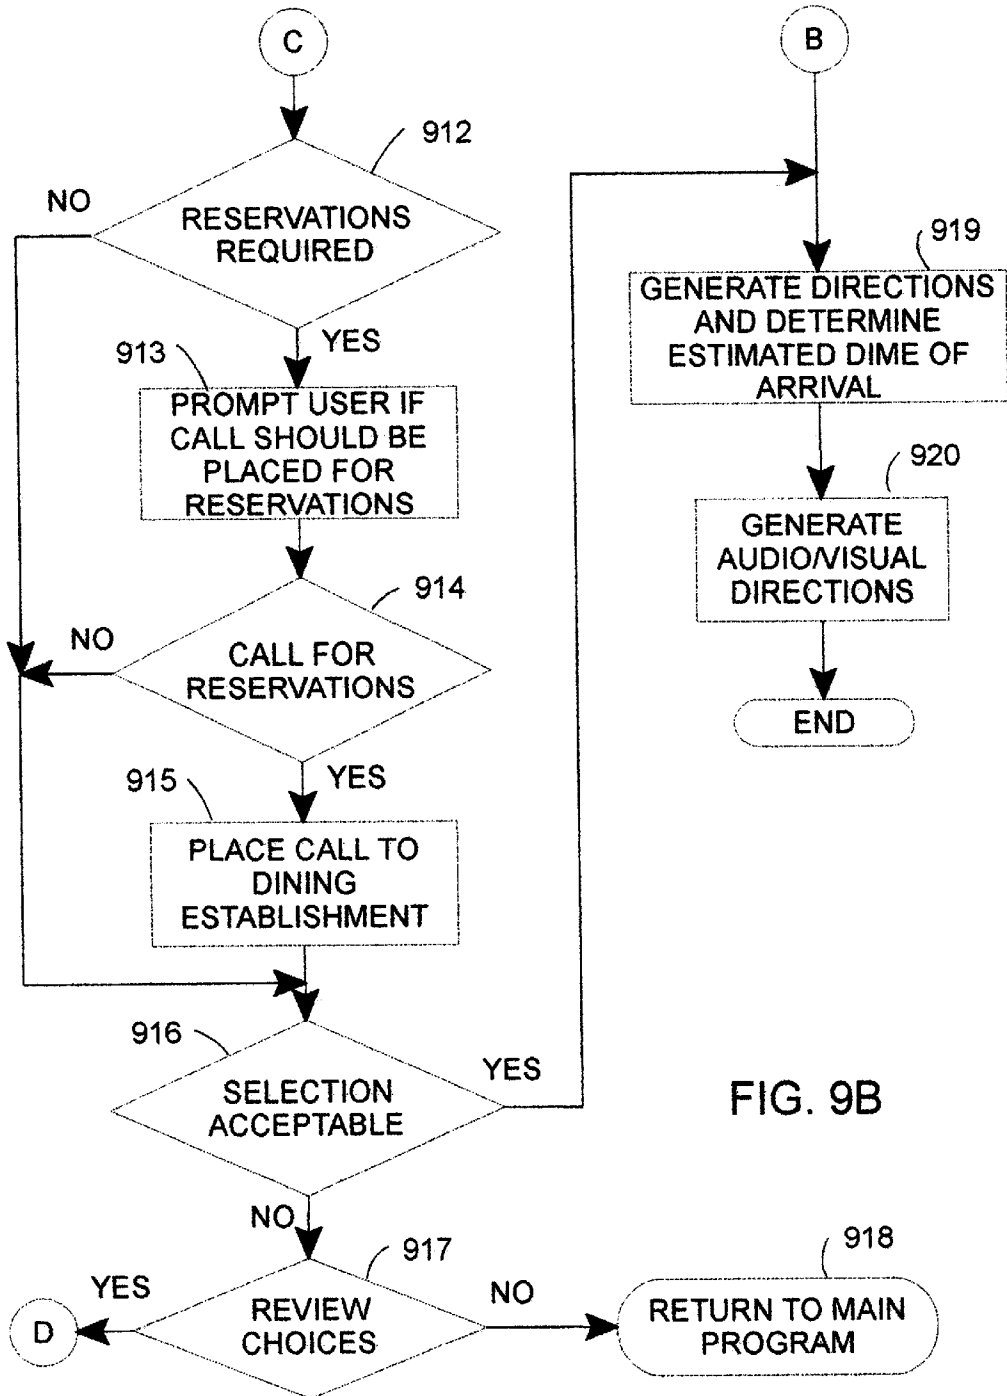 C
912
NO
RESERVATIONS
REQUIRED
YES
913
PROMPT USER IF
CALL SHOULD BE
PLACED FOR
RESERVATIONS
914
NO
CALL FOR
RESERVATIONS
YES
915
PLACE CALL TO
DINING
ESTABLISHMENT
916
YES
SELECTION
ACCEPTABLE
NO
917
YES
REVIEW
CHOICES
NO
D
918
RETURN TO MAIN
PROGRAM
B
919
GENERATE DIRECTIONS
AND DETERMINE
ESTIMATED DIME OF
ARRIVAL
920
GENERATE
AUDIO/VISUAL
DIRECTIONS
END
FIG. 9B